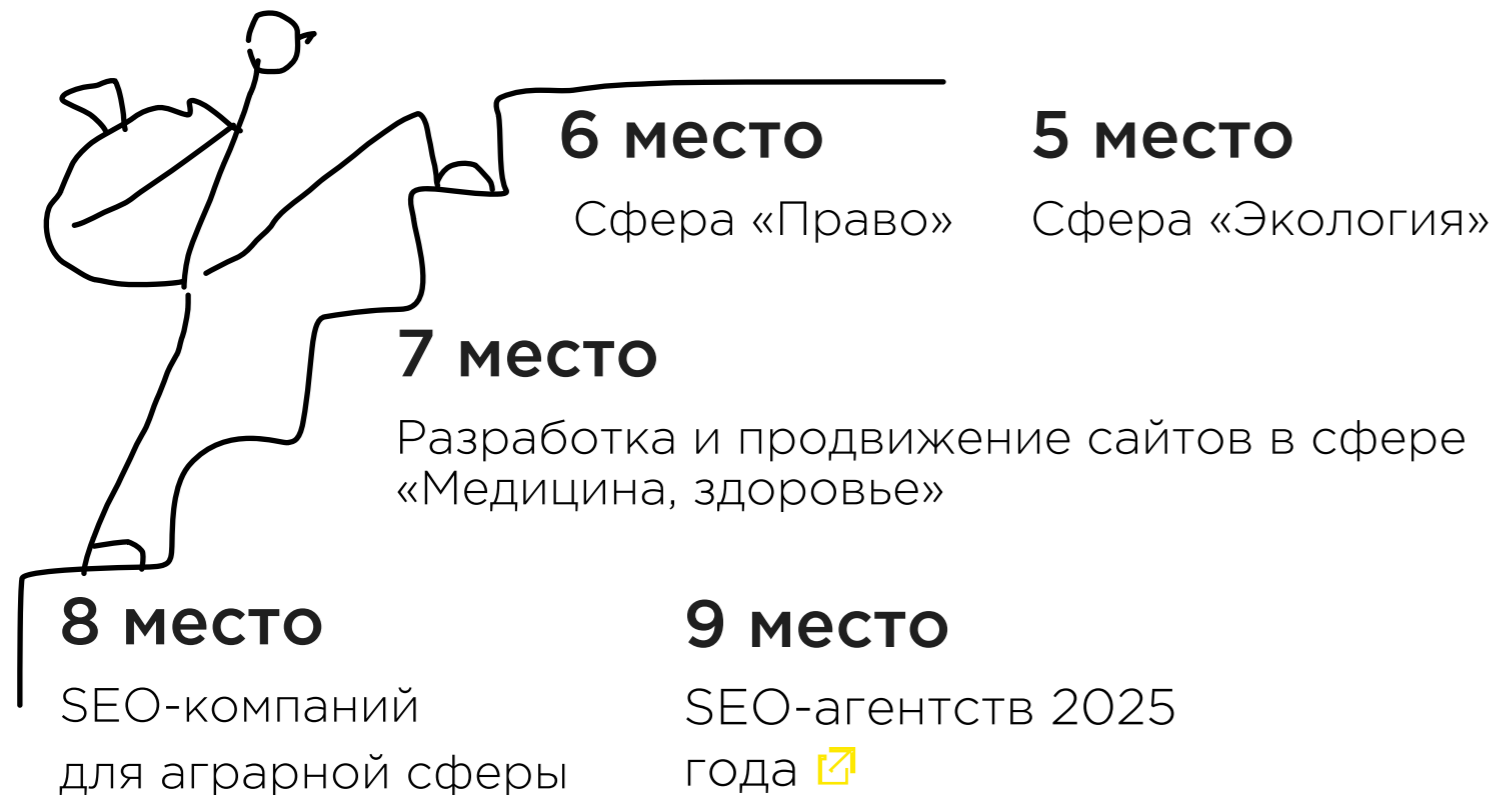 6 место
Сфера «Право»
5 место
Сфера «Экология»
7 место
Разработка и продвижение сайтов в сфере
«Медицина, здоровье»
8 место
SEO-компаний
для аграрной сферы
9 место
SEO-агентств 2025
года